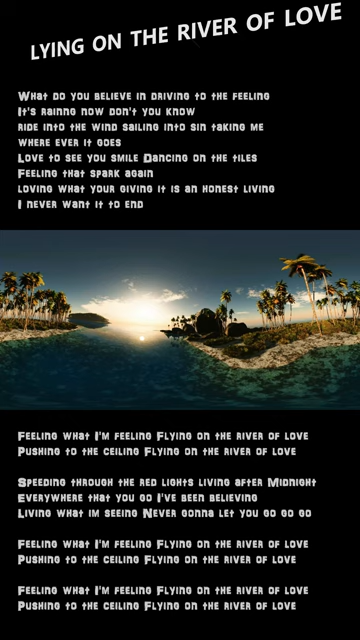 LYING ON THE RIVER OF LOVE
What do you believe in driving to the feeling
It's rainng now don't you know
ride into the wind sailing into sin taking me
where ever it goes
Love to see you smile Dancing on the tiles
Feeling that spark again
loving what your giving it is an honest living
I never want it to end
Feeling what I'm feeling Flying on the river of love
Pushing to the ceiling Flying on the river of love
Speeding through the red lights living after Midnight
Everywhere that you go I've been believing
Living what im seeing Never gonna let you go go go
Feeling what I'm feeling Flying on the river of love
Pushing to the ceiling Flying on the river of love
Feeling what I'm feeling Flying on the river of love
Pushing to the ceiling Flying on the river of love